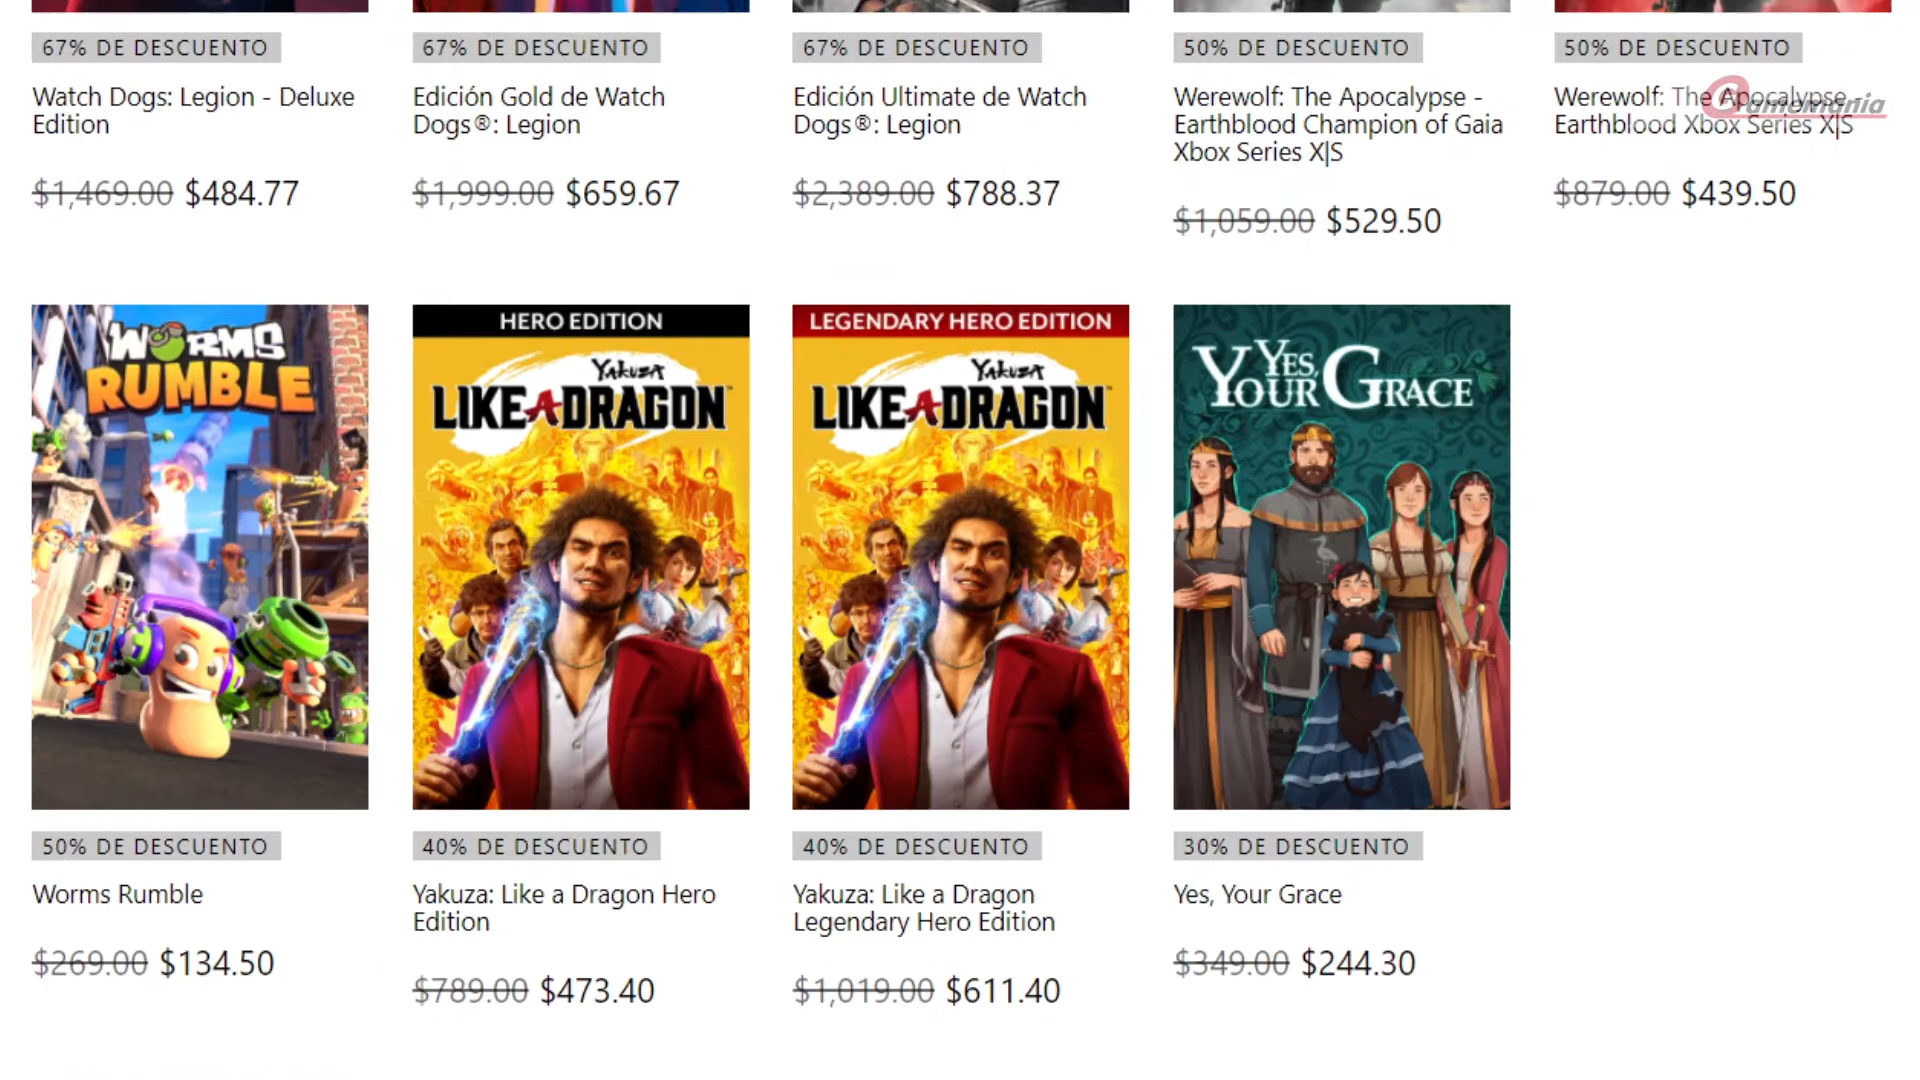 67% DE DESCUENTO
Watch Dogs: Legion - Deluxe
Edition
$1,469.00 $484.77
67% DE DESCUENTO
Edición Gold de Watch
Dogs®: Legion
$1,999.00 $659.67
67% DE DESCUENTO
Edición Ultimate de Watch
Dogs®: Legion
$2,389.00 $788.37
50% DE DESCUENTO
Werewolf: The Apocalypse -
Earthblood Champion of Gaia
Xbox Series X|S
$1,059.00 $529.50
50% DE DESCUENTO
Werewolf: The Apocalypse -
Earthblood Xbox Series X|S
$879.00 $439.50
Gamemania
WORMS
RUMBLE
50% DE DESCUENTO
Worms Rumble
$269.00 $134.50
HERO EDITION
YAKUZA
LIKE A DRAGON™
40% DE DESCUENTO
Yakuza: Like a Dragon Hero
Edition
$789.00 $473.40
LEGENDARY HERO EDITION
YAKUZA
LIKE A DRAGON™
40% DE DESCUENTO
Yakuza: Like a Dragon
Legendary Hero Edition
$1,019.00 $611.40
YES,
YOUR GRACE
30% DE DESCUENTO
Yes, Your Grace
$349.00 $244.30